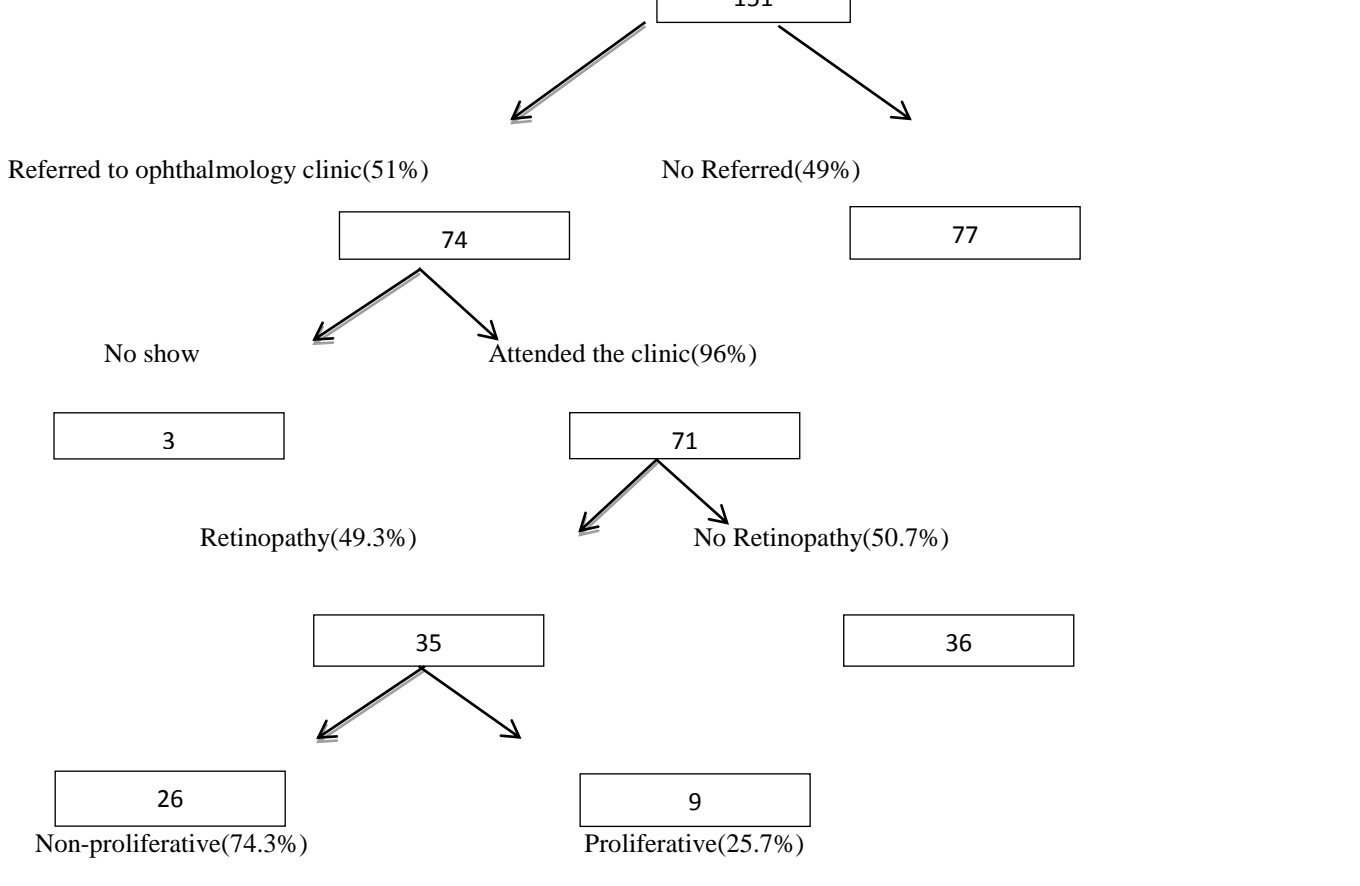 151
Referred to ophthalmology clinic(51%) No Referred(49%)
74 77
No show Attended the clinic(96%)
3 71
Retinopathy(49.3%) No Retinopathy(50.7%)
35 36
26 9
Non-proliferative(74.3%) Proliferative(25.7%)